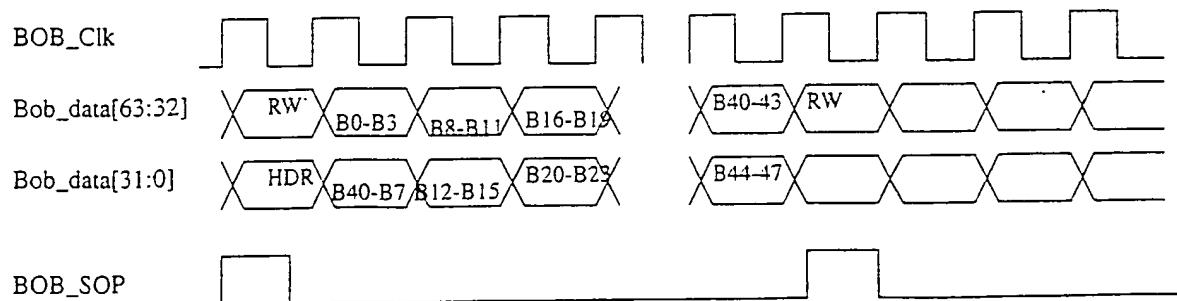 BOB_Clk
Bob_data[63:32] RW B0-B3 B8-B11 B16-B19 B40-43 RW
Bob_data[31:0] HDR B40-B7 B12-B15 B20-B23 B44-47
BOB_SOP